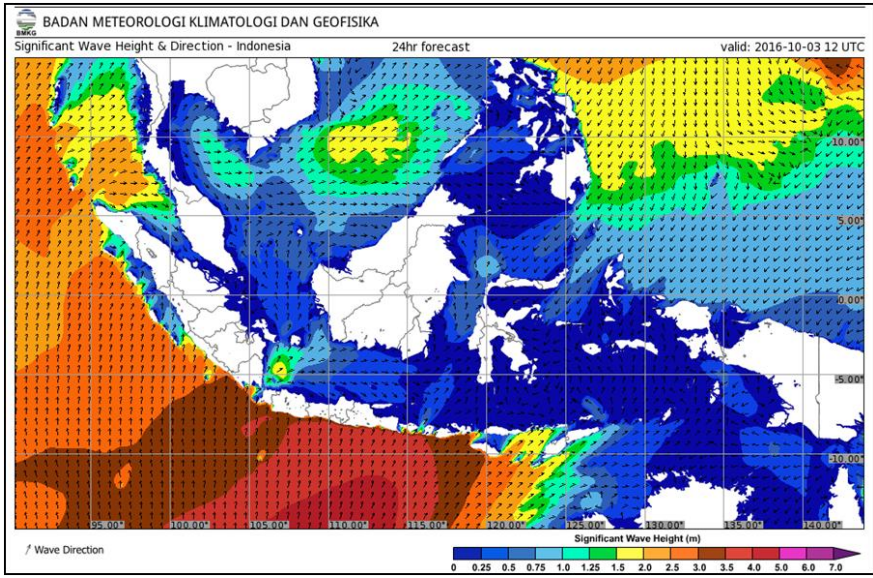 BADAN METEOROLOGI KLIMATOLOGI DAN GEOFISIKA
BMKG
Significant Wave Height & Direction - Indonesia 24hr forecast valid: 2016-10-03 12 UTC
10.00°
5.00°
0.00°
-5.00°
-10.00°
95.00° 100.00° 105.00° 110.00° 115.00° 120.00° 125.00° 130.00° 135.00° 140.00°
Wave Direction
Significant Wave Height (m)
0 0.25 0.5 0.75 1.0 1.25 1.5 2.0 2.5 3.0 3.5 4.0 5.0 6.0 7.0